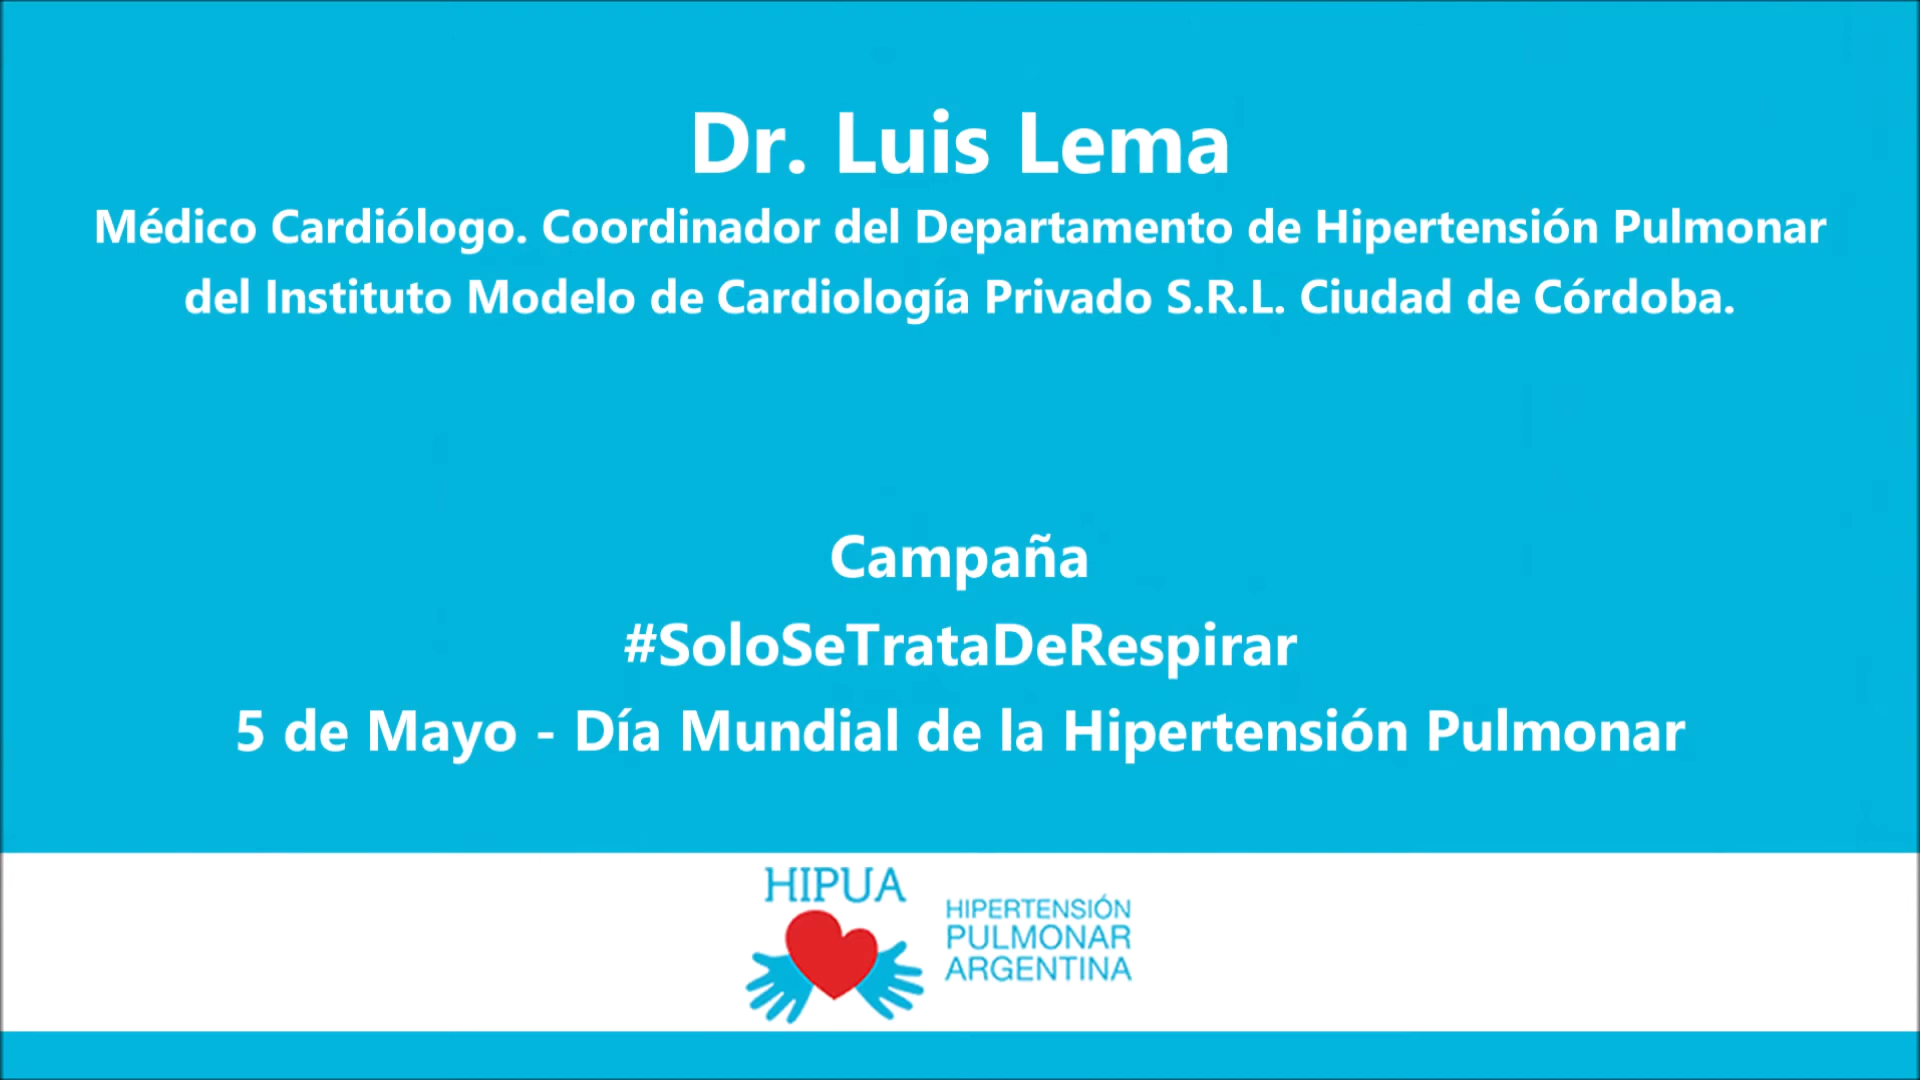 Dr. Luis Lema
Médico Cardiólogo. Coordinador del Departamento de Hipertensión Pulmonar
del Instituto Modelo de Cardiología Privado S.R.L. Ciudad de Córdoba.
Campaña
#SoloSeTrataDeRespirar
5 de Mayo - Día Mundial de la Hipertensión Pulmonar
HIPUA
HIPERTENSIÓN
PULMONAR
ARGENTINA